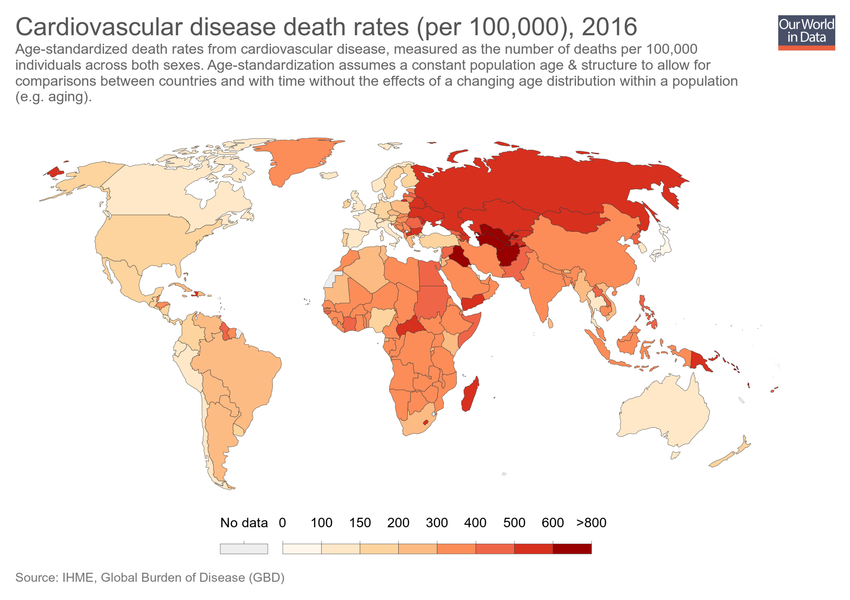 Cardiovascular disease death rates (per 100,000), 2016
Our World
in Data
Age-standardized death rates from cardiovascular disease, measured as the number of deaths per 100,000
individuals across both sexes. Age-standardization assumes a constant population age & structure to allow for
comparisons between countries and with time without the effects of a changing age distribution within a population
(e.g. aging).
No data 0 100 150 200 300 400 500 600 >800
Source: IHME, Global Burden of Disease (GBD)